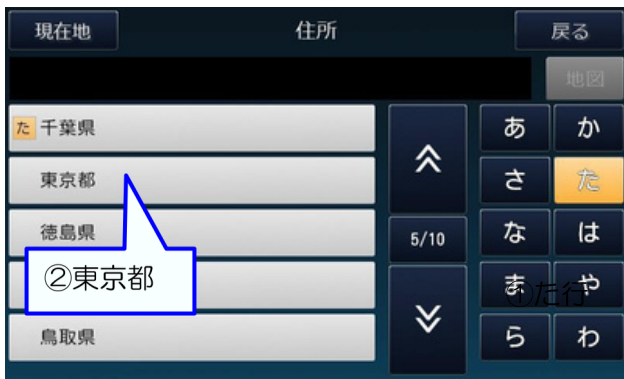 現在地 住所 戻る
地図
た 千葉県 あ か
東京都 さ た
徳島県 5/10 な は
②東京都 ま や
①た行
鳥取県 ら わ